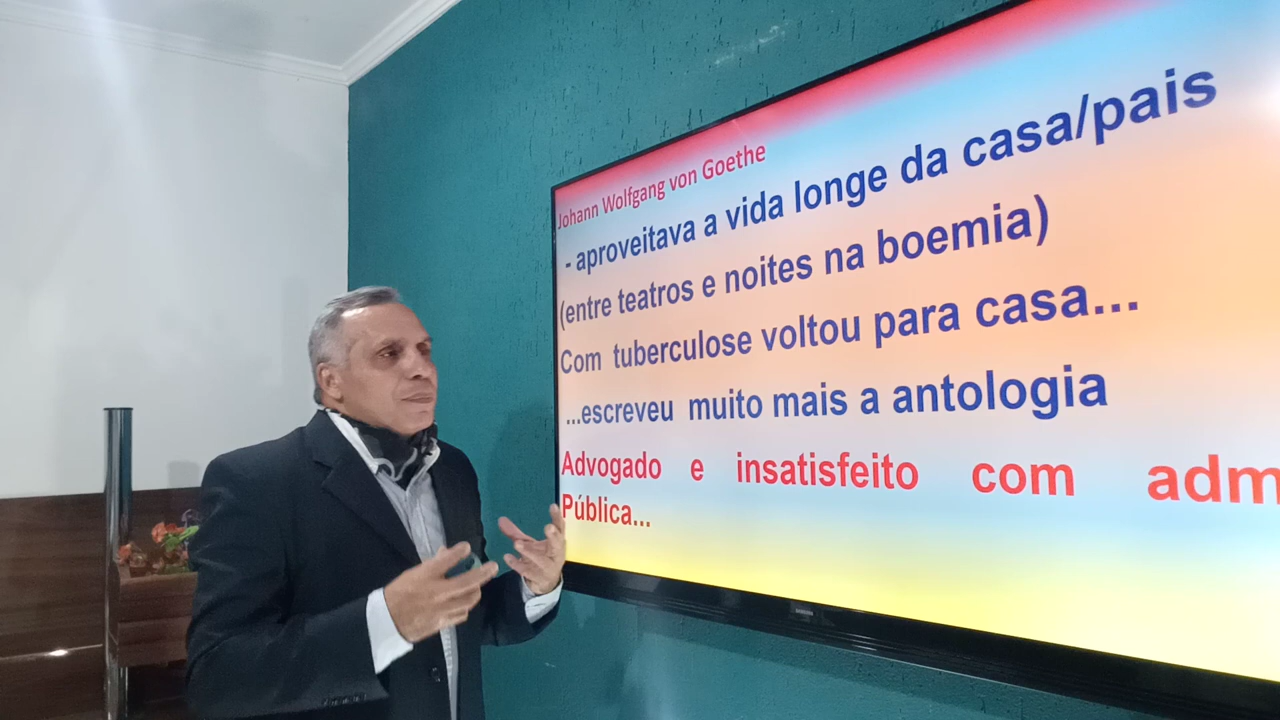 Johann Wolfgang von Goethe
- aproveitava a vida longe da casa/pais
(entre teatros e noites na boemia)
Com tuberculose voltou para casa...
...escreveu muito mais a antologia
Advogado e insatisfeito com adm
Pública...
SAMSUNG